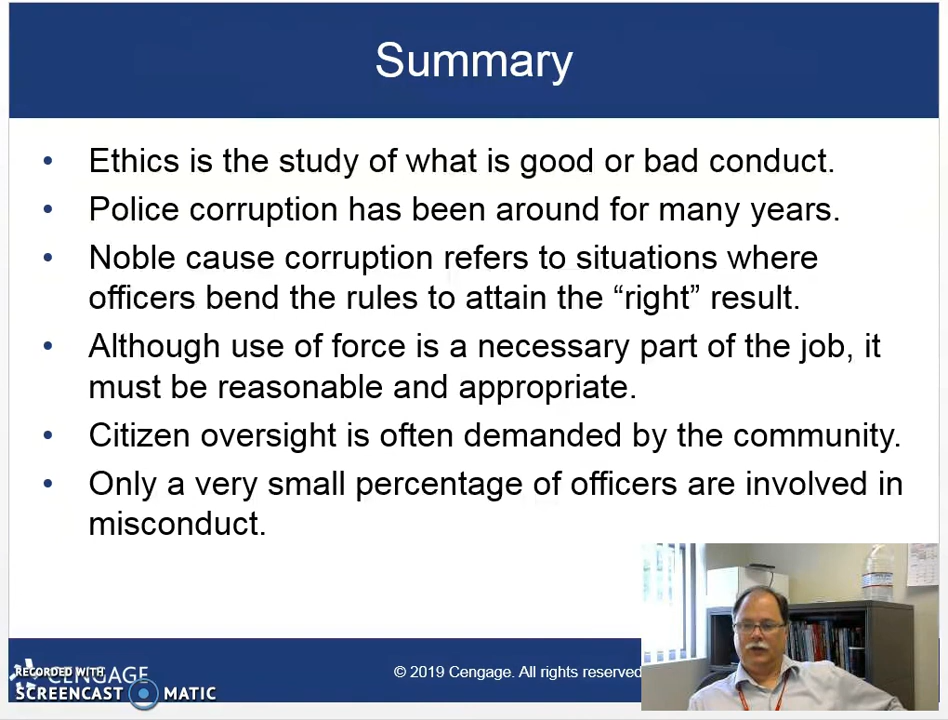 Summary
• Ethics is the study of what is good or bad conduct.
• Police corruption has been around for many years.
• Noble cause corruption refers to situations where
officers bend the rules to attain the “right” result.
• Although use of force is a necessary part of the job, it
must be reasonable and appropriate.
• Citizen oversight is often demanded by the community.
• Only a very small percentage of officers are involved in
misconduct.
RECORDED WITH
CENGAGE
SCREENCAST MATIC
© 2019 Cengage. All rights reserved